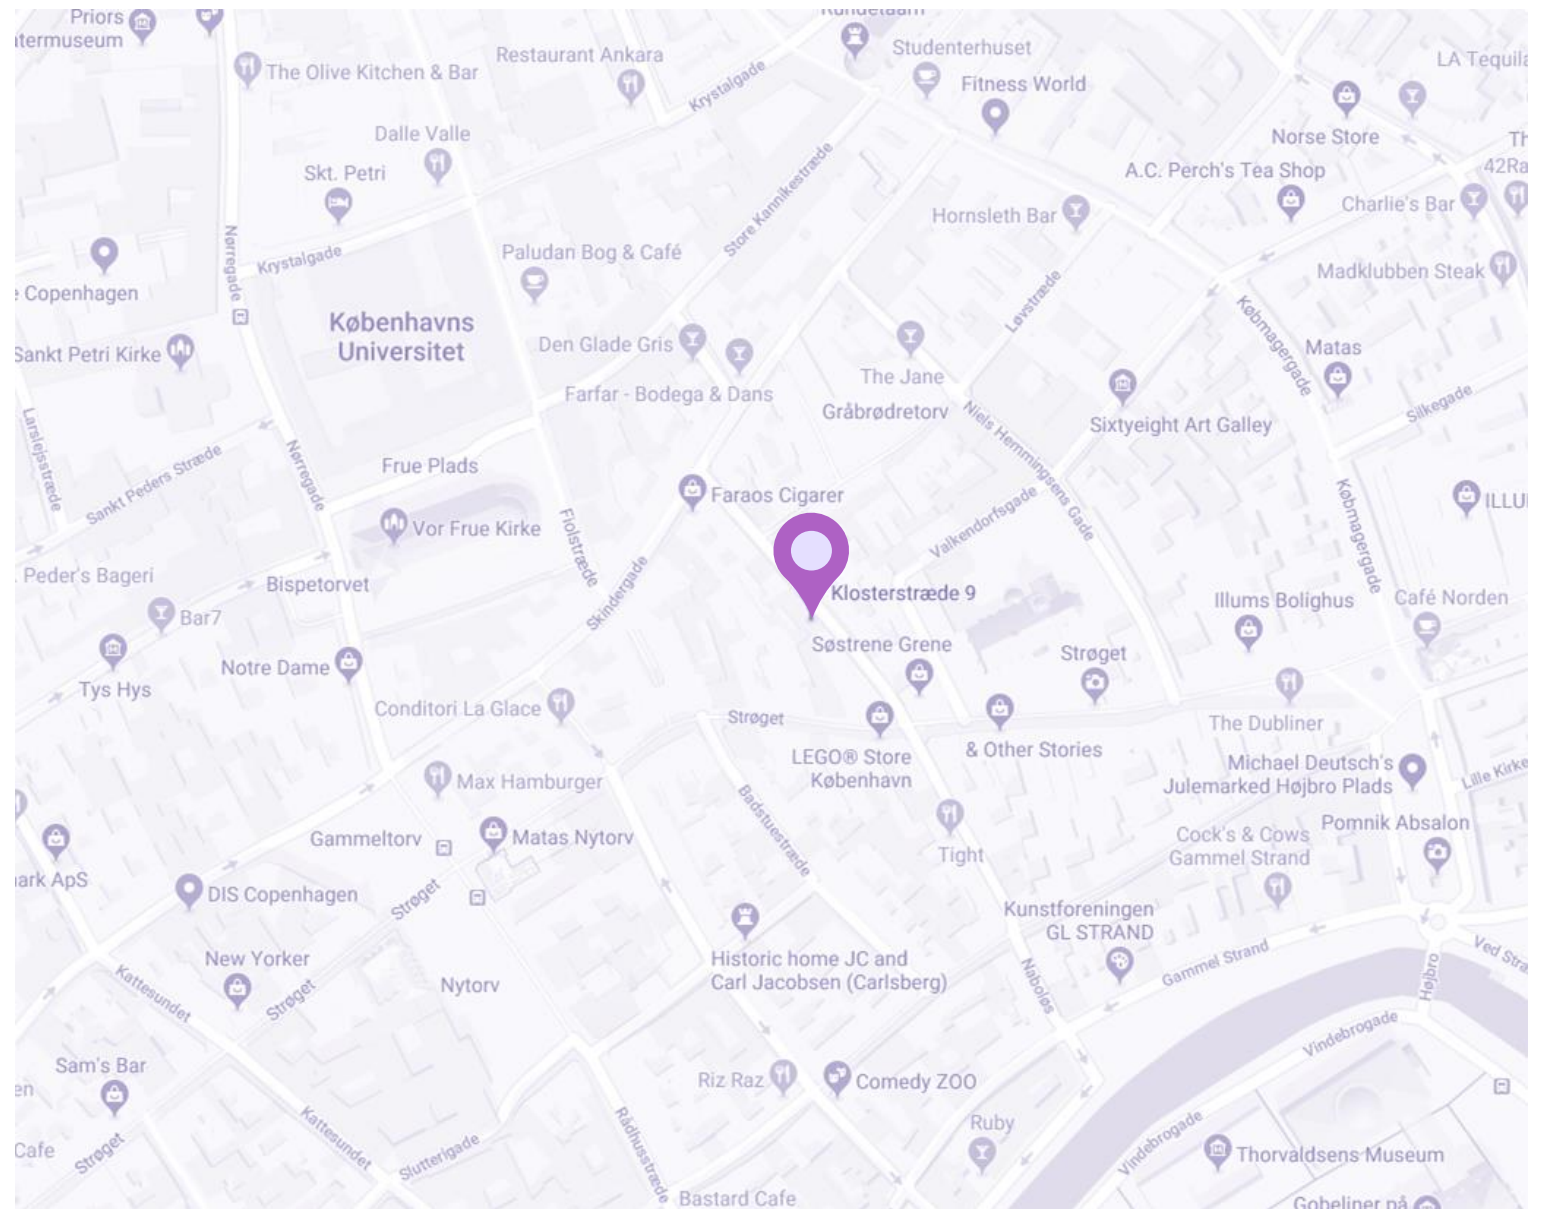 Priors
termuseum
Rundetaarn
Restaurant Ankara
Studenterhuset
LA Tequila
The Olive Kitchen & Bar
Krystalgade
Fitness World
Dalle Valle
Norse Store
Skt. Petri
Store Kannikestræde
A.C. Perch's Tea Shop
42Ra
Charlie's Bar
Hornsleth Bar
Nørregade
Krystalgade
Paludan Bog & Café
Madklubben Steak
Copenhagen
Løvstræde
Købmagergade
Københavns
Universitet
Den Glade Gris
Sankt Petri Kirke
Matas
The Jane
Farfar - Bodega & Dans
Gråbrødretorv
Niels Hemmingsens Gade
Sixtyeight Art Galley
Silkegade
Larslejsstræde
Sankt Peders Stræde
Nørregade
Frue Plads
Faraos Cigarer
Købmagergade
ILLU
Vor Frue Kirke
Fiolstræde
Valkendorfsgade
Peder's Bageri
Bispetorvet
Skindergade
Klosterstræde 9
Illums Bolighus
Café Norden
Bar7
Søstrene Grene
Strøget
Notre Dame
Tys Hys
Conditori La Glace
Strøget
The Dubliner
LEGO® Store
København
& Other Stories
Michael Deutsch's
Julemarked Højbro Plads
Lille Kirke
Max Hamburger
Badstuestræde
Gammeltorv
Matas Nytorv
Tight
Cock's & Cows
Gammel Strand
Pomnik Absalon
ark ApS
DIS Copenhagen
Strøget
Kunstforeningen
GL STRAND
New Yorker
Historic home JC and
Carl Jacobsen (Carlsberg)
Gammel Strand
Ved Stra
Kattesundet
Strøget
Nytorv
Naboløs
Højbro
Vindebrogade
Sam's Bar
en
Riz Raz
Comedy ZOO
Kattesundet
Rådhusstræde
Ruby
Cafe
Strøget
Slutterigade
Vindebrogade
Thorvaldsens Museum
Bastard Cafe
Gobeliner på